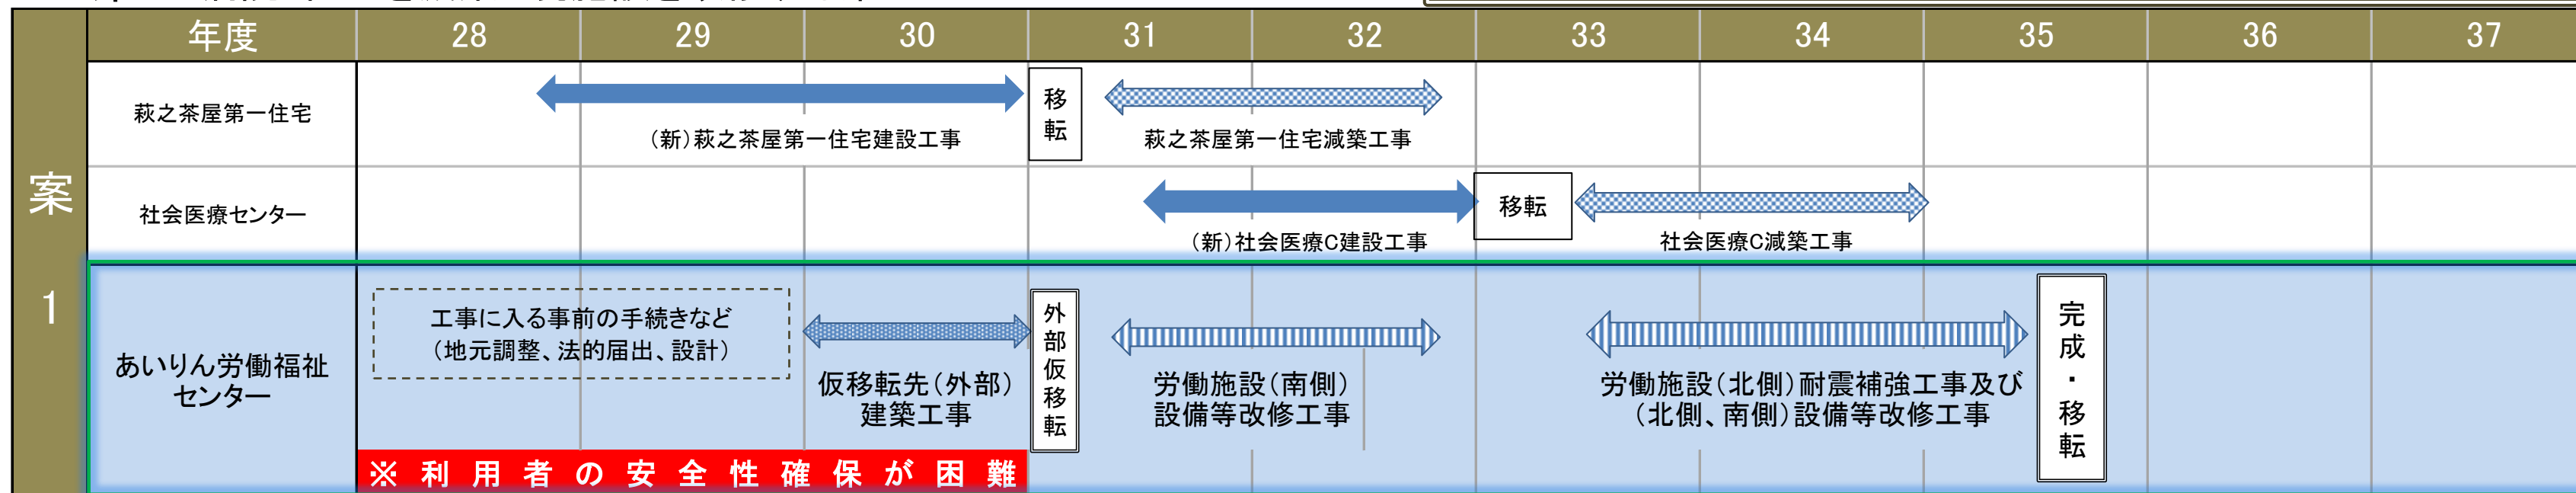 年度 28 29 30 31 32 33 34 35 36 37
案1
萩之茶屋第一住宅
(新)萩之茶屋第一住宅建設工事
移転
萩之茶屋第一住宅減築工事
社会医療センター
(新)社会医療C建設工事
移転
社会医療C減築工事
あいりん労働福祉
センター
工事に入る事前の手続きなど
(地元調整、法的届出、設計)
仮移転先(外部)
建築工事
外部仮移転
労働施設(南側)
設備等改修工事
労働施設(北側)耐震補強工事及び
(北側、南側)設備等改修工事
完成・移転
※利用者の安全性確保が困難